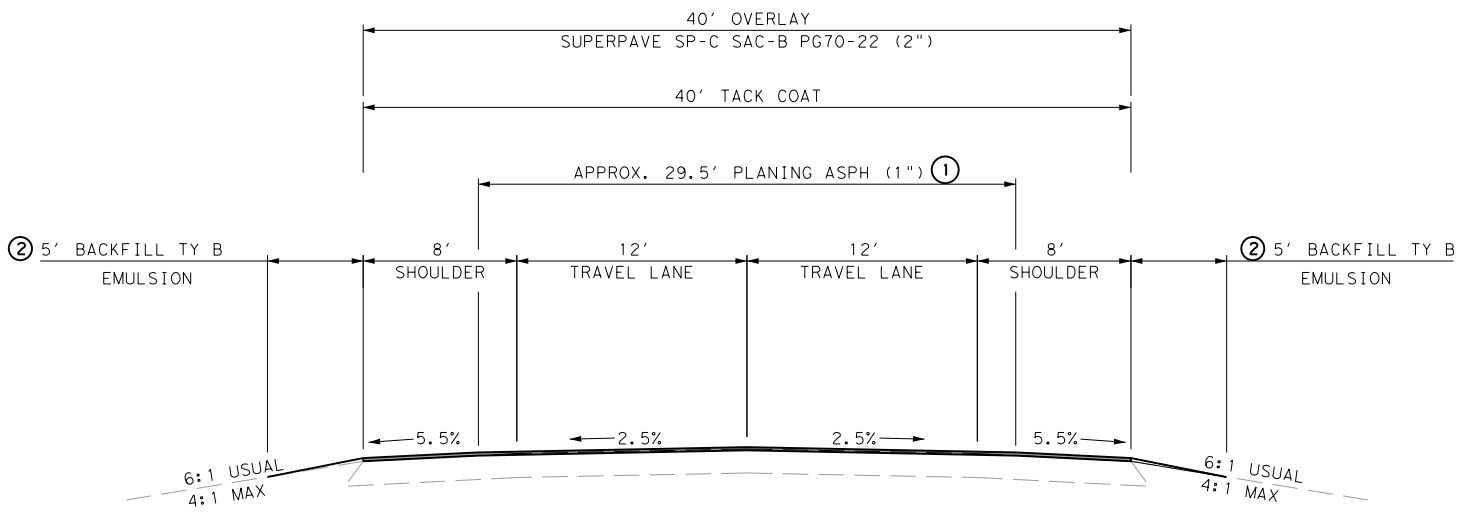 40' OVERLAY
SUPERPAVE SP-C SAC-B PG70-22 (2")
40' TACK COAT
APPROX. 29.5' PLANING ASPH (1") 1
2 5' BACKFILL TY B
EMULSION
8'
SHOULDER
12'
TRAVEL LANE
12'
TRAVEL LANE
8'
SHOULDER
2 5' BACKFILL TY B
EMULSION
5.5%
2.5%
2.5%
5.5%
6:1 USUAL
4:1 MAX
6:1 USUAL
4:1 MAX